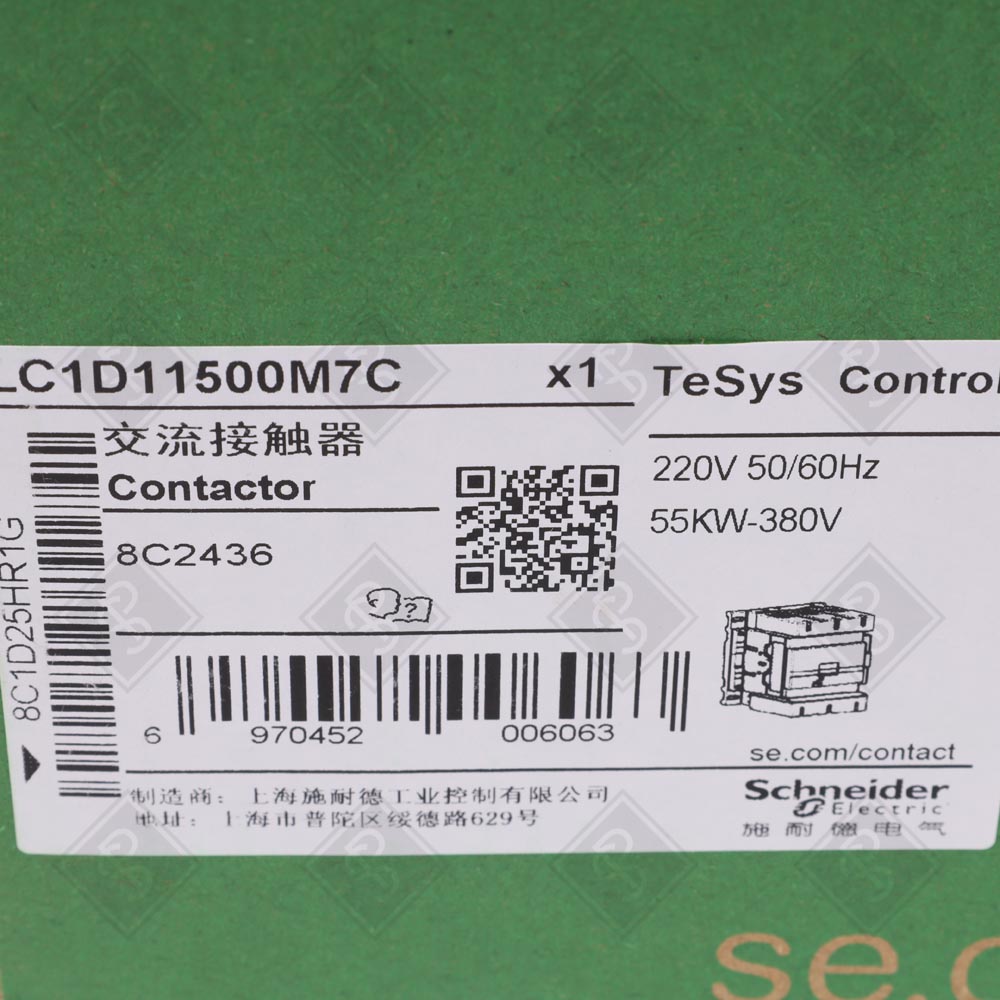 LC1D11500M7C x1
TeSys Control
交流接触器
Contactor
220V 50/60Hz
55KW-380V
8C2436
8C1D25HR1G
?
6 970452 006063
se.com/contact
制造商: 上海施耐德工业控制有限公司
地址: 上海市普陀区绥德路629号
Schneider
Electric
施耐德电气
se.c